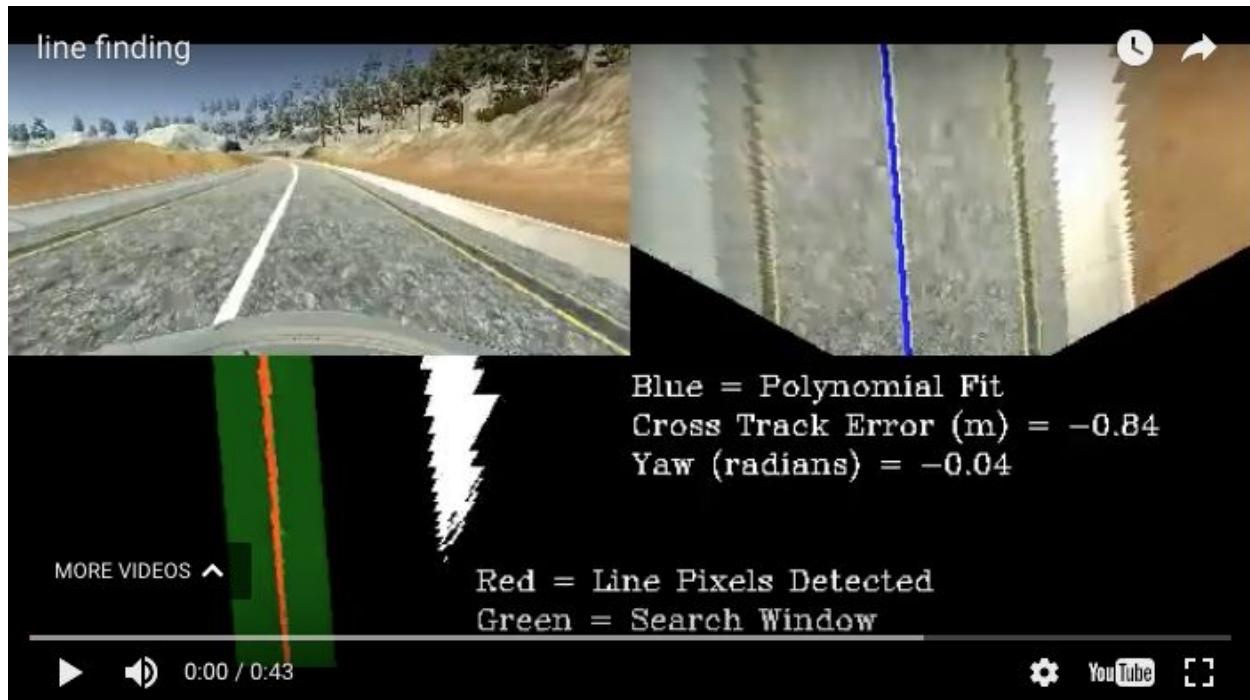 line finding
Blue = Polynomial Fit
Cross Track Error (m) = -0.84
Yaw (radians) = -0.04
MORE VIDEOS
Red = Line Pixels Detected
Green = Search Window
0:00 / 0:43
YouTube